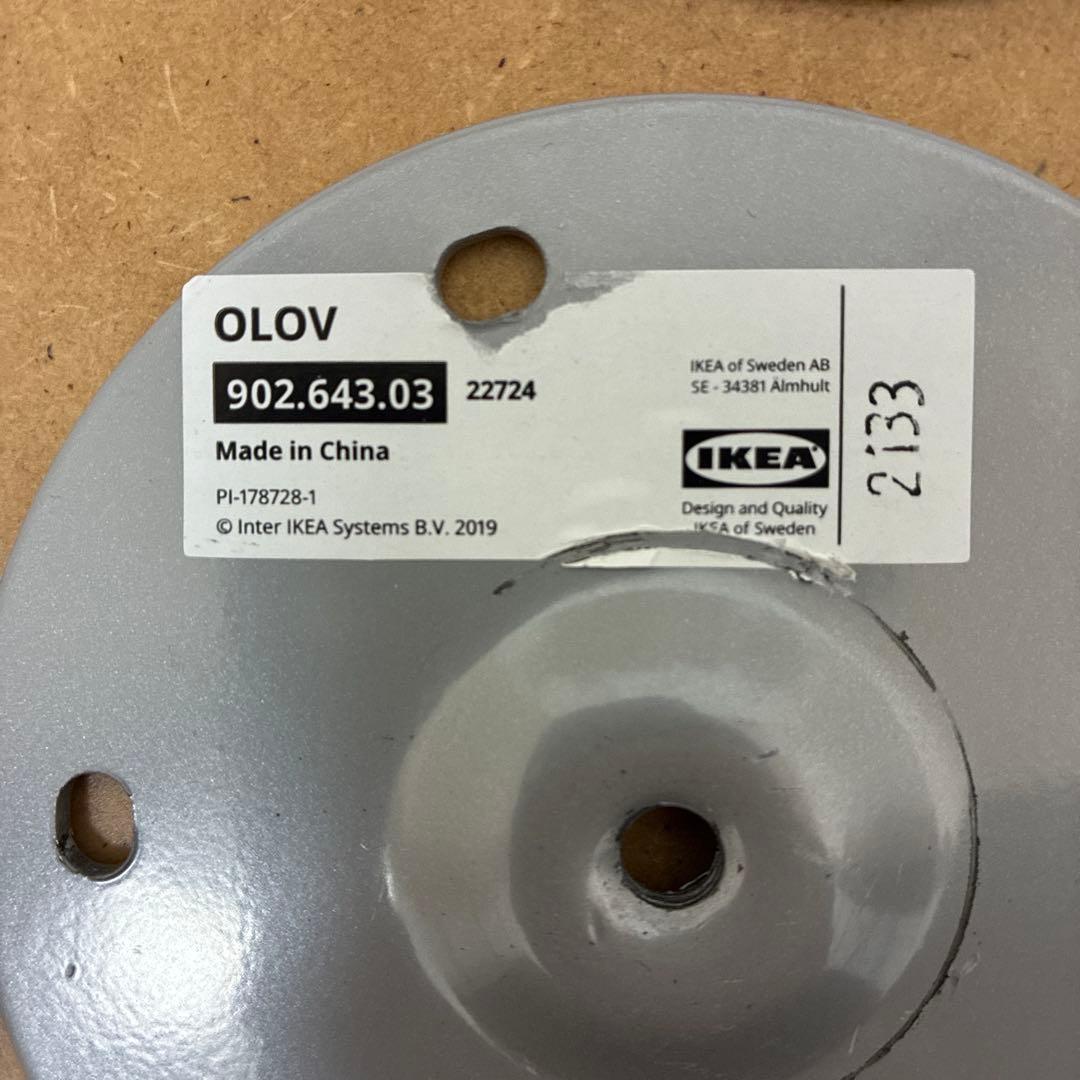 OLOV
902.643.03 22724
Made in China
PI-178728-1
© Inter IKEA Systems B.V. 2019
IKEA of Sweden AB
SE - 34381 Älmhult
IKEA®
Design and Quality
IKEA of Sweden
2133